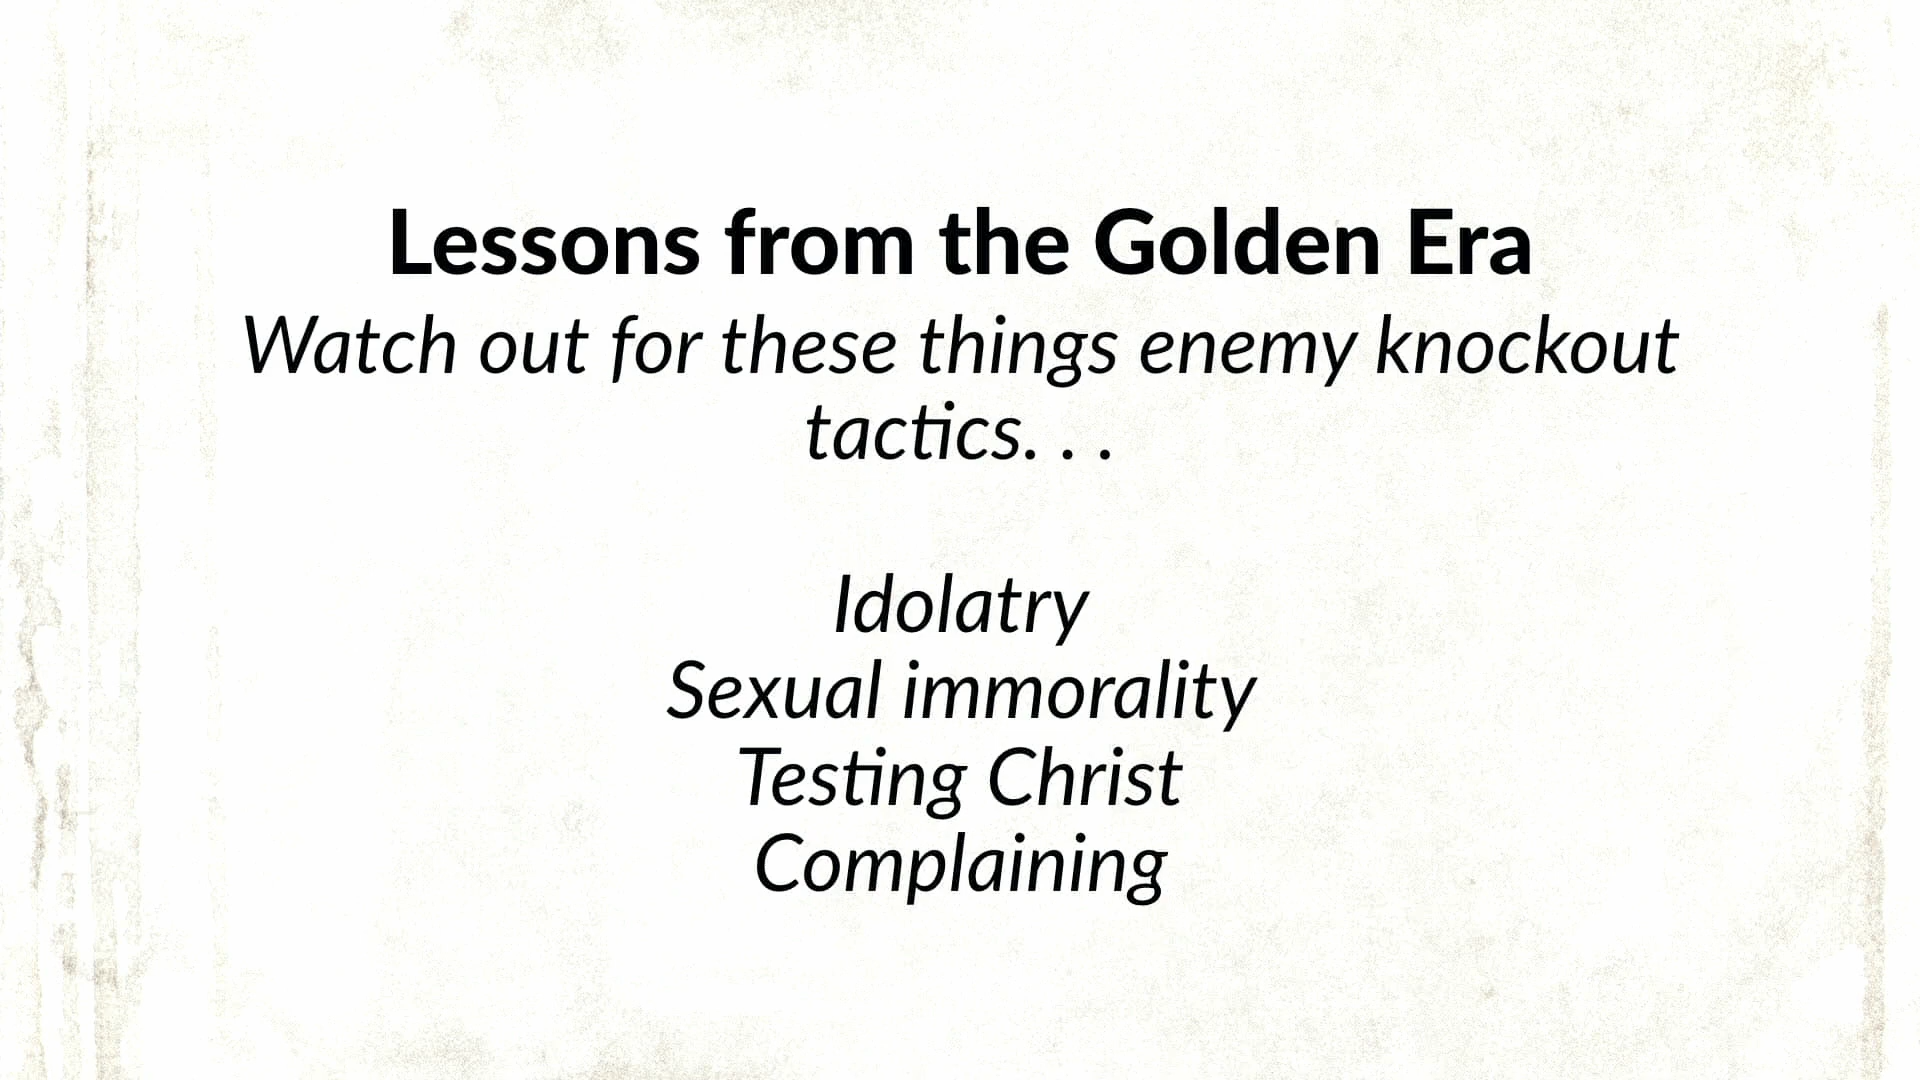 Lessons from the Golden Era
Watch out for these things enemy knockout
tactics. . .
Idolatry
Sexual immorality
Testing Christ
Complaining